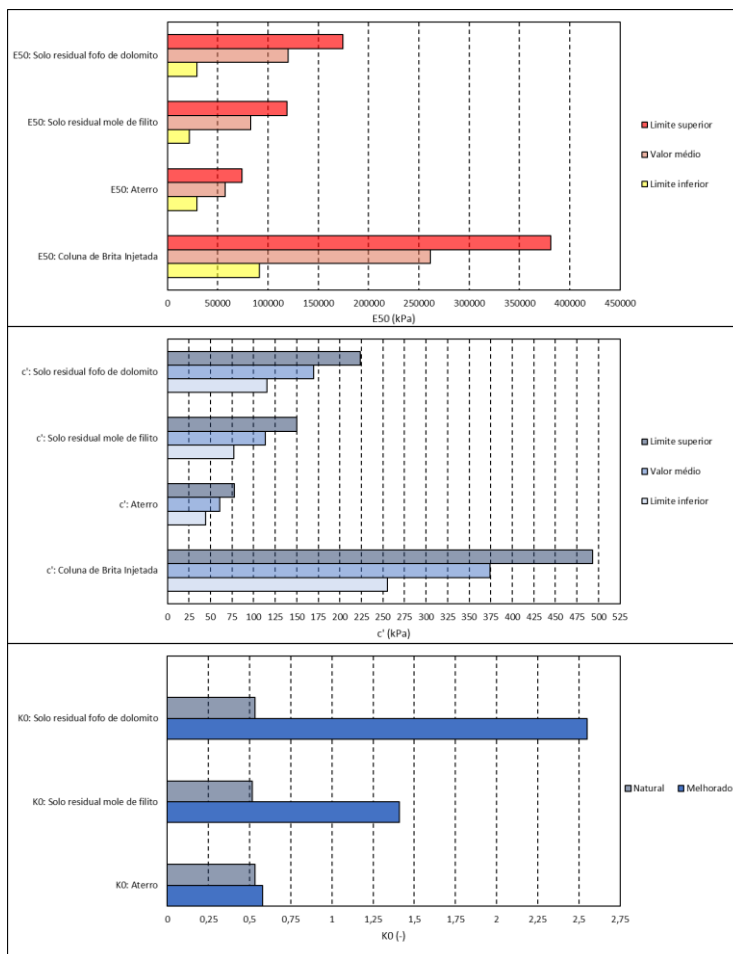 E50: Solo residual fofo de dolomito
E50: Solo residual mole de filito
E50: Aterro
E50: Coluna de Brita Injetada
0 50000 100000 150000 200000 250000 300000 350000 400000 450000
E50 (kPa)
Limite superior
Valor médio
Limite inferior
c': Solo residual fofo de dolomito
c': Solo residual mole de filito
c': Aterro
c': Coluna de Brita Injetada
0 25 50 75 100 125 150 175 200 225 250 275 300 325 350 375 400 425 450 475 500 525
c' (kPa)
Limite superior
Valor médio
Limite inferior
K0: Solo residual fofo de dolomito
K0: Solo residual mole de filito
K0: Aterro
0 0,25 0,5 0,75 1 1,25 1,5 1,75 2 2,25 2,5 2,75
K0 (-)
Natural Melhorado